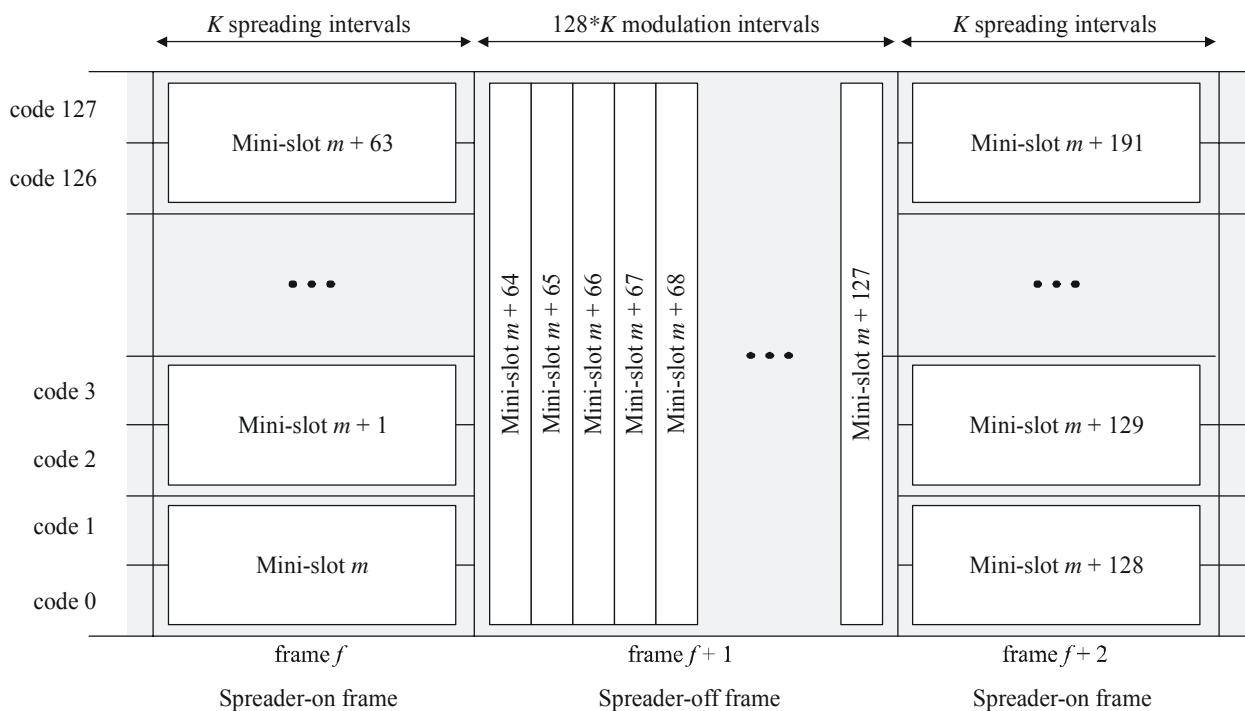 K spreading intervals
128*K modulation intervals
K spreading intervals
code 127
code 126
code 3
code 2
code 1
code 0
Mini-slot m + 63
•••
Mini-slot m + 1
Mini-slot m
Mini-slot m + 64
Mini-slot m + 65
Mini-slot m + 66
Mini-slot m + 67
Mini-slot m + 68
•••
Mini-slot m + 127
Mini-slot m + 191
•••
Mini-slot m + 129
Mini-slot m + 128
frame f
frame f + 1
frame f + 2
Spreader-on frame
Spreader-off frame
Spreader-on frame